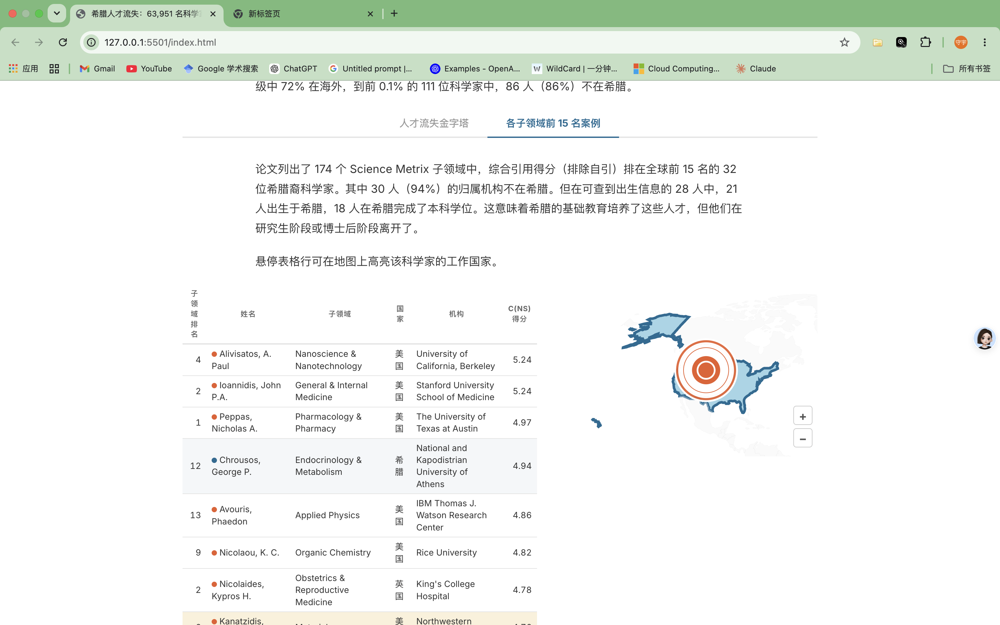 希腊人才流失：63,951 名科学
新标签页
127.0.0.1:5501/index.html
守宇
应用
Gmail
YouTube
Google 学术搜索
ChatGPT
Untitled prompt |...
Examples - OpenA...
WildCard | 一分钟...
Cloud Computing...
Claude
所有书签
级中 72% 在海外，到前 0.1% 的 111 位科学家中，86 人（86%）不在希腊。
人才流失金字塔
各子领域前 15 名案例
论文列出了 174 个 Science Metrix 子领域中，综合引用得分（排除自引）排在全球前 15 名的 32
位希腊裔科学家。其中 30 人（94%）的归属机构不在希腊。但在可查到出生信息的 28 人中，21
人出生于希腊，18 人在希腊完成了本科学位。这意味着希腊的基础教育培养了这些人才，但他们在
研究生阶段或博士后阶段离开了。
悬停表格行可在地图上高亮该科学家的工作国家。
子领域排名 姓名 子领域 国家 机构 C(NS) 得分
4 Alivisatos, A. Paul Nanoscience & Nanotechnology 美国 University of California, Berkeley 5.24
2 Ioannidis, John P.A. General & Internal Medicine 美国 Stanford University School of Medicine 5.24
1 Peppas, Nicholas A. Pharmacology & Pharmacy 美国 The University of Texas at Austin 4.97
12 Chrousos, George P. Endocrinology & Metabolism 希腊 National and Kapodistrian University of Athens 4.94
13 Avouris, Phaedon Applied Physics 美国 IBM Thomas J. Watson Research Center 4.86
9 Nicolaou, K. C. Organic Chemistry 美国 Rice University 4.82
2 Nicolaides, Kypros H. Obstetrics & Reproductive Medicine 英国 King's College Hospital 4.78
Kanatzidis, 美 Northwestern